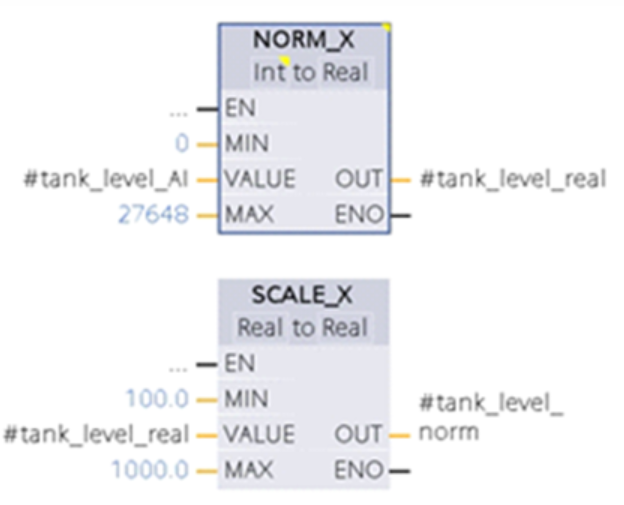 NORM_X
Int to Real
... EN
0 MIN
#tank_level_AI VALUE OUT #tank_level_real
27648 MAX ENO
SCALE_X
Real to Real
... EN
100.0 MIN
#tank_level_real VALUE OUT #tank_level_
norm
1000.0 MAX ENO